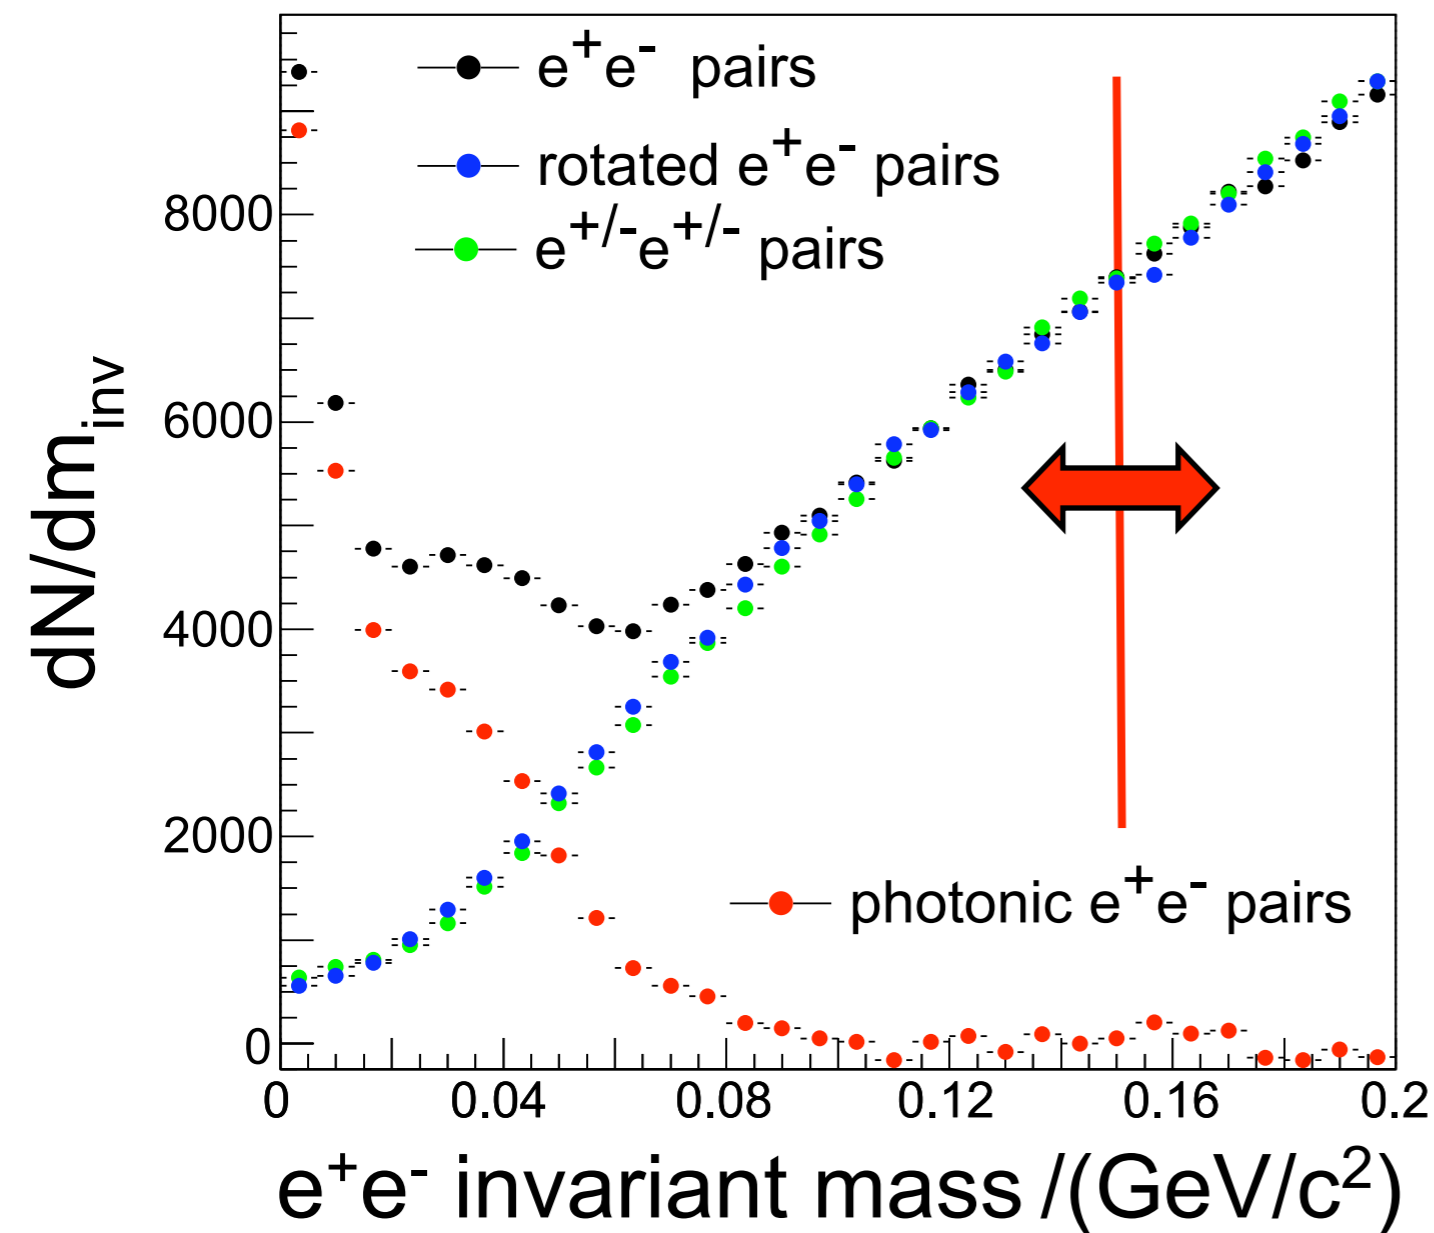 e⁺e⁻ pairs
rotated e⁺e⁻ pairs
e⁺/⁻e⁺/⁻ pairs
photonic e⁺e⁻ pairs
dN/dm_inv
8000
6000
4000
2000
0
0 0.04 0.08 0.12 0.16 0.2
e⁺e⁻ invariant mass /(GeV/c²)